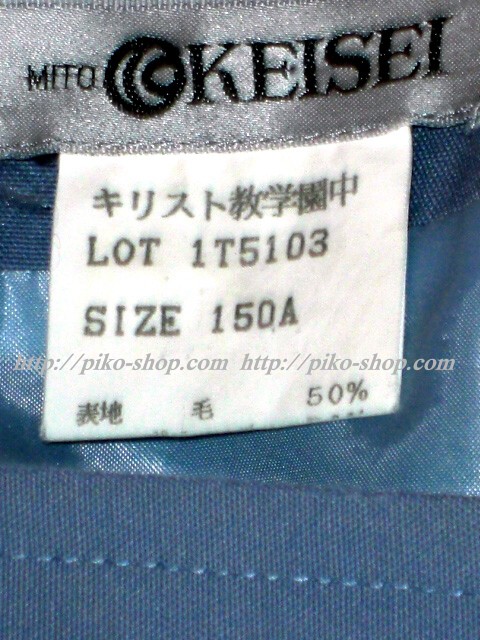 MITO KEISEI
キリスト教学園中
LOT 1T5103
SIZE 150A
http://piko-shop.com http://piko-shop.com
表地 毛 50%